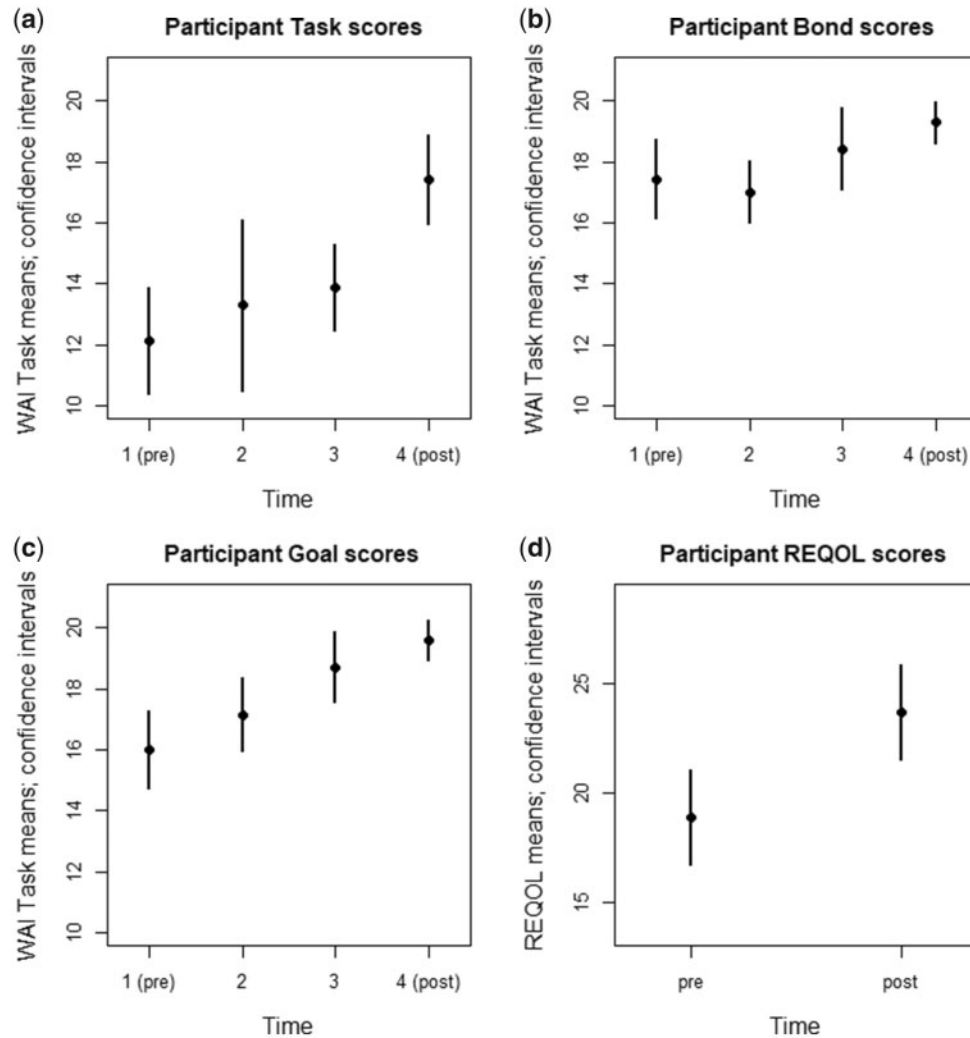 (a)
Participant Task scores
WAI Task means; confidence intervals
20
18
16
14
12
10
1 (pre) 2 3 4 (post)
Time
(b)
Participant Bond scores
WAI Task means; confidence intervals
20
18
16
14
12
10
1 (pre) 2 3 4 (post)
Time
(c)
Participant Goal scores
WAI Task means; confidence intervals
20
18
16
14
12
10
1 (pre) 2 3 4 (post)
Time
(d)
Participant REQOL scores
REQOL means; confidence intervals
25
20
15
pre post
Time